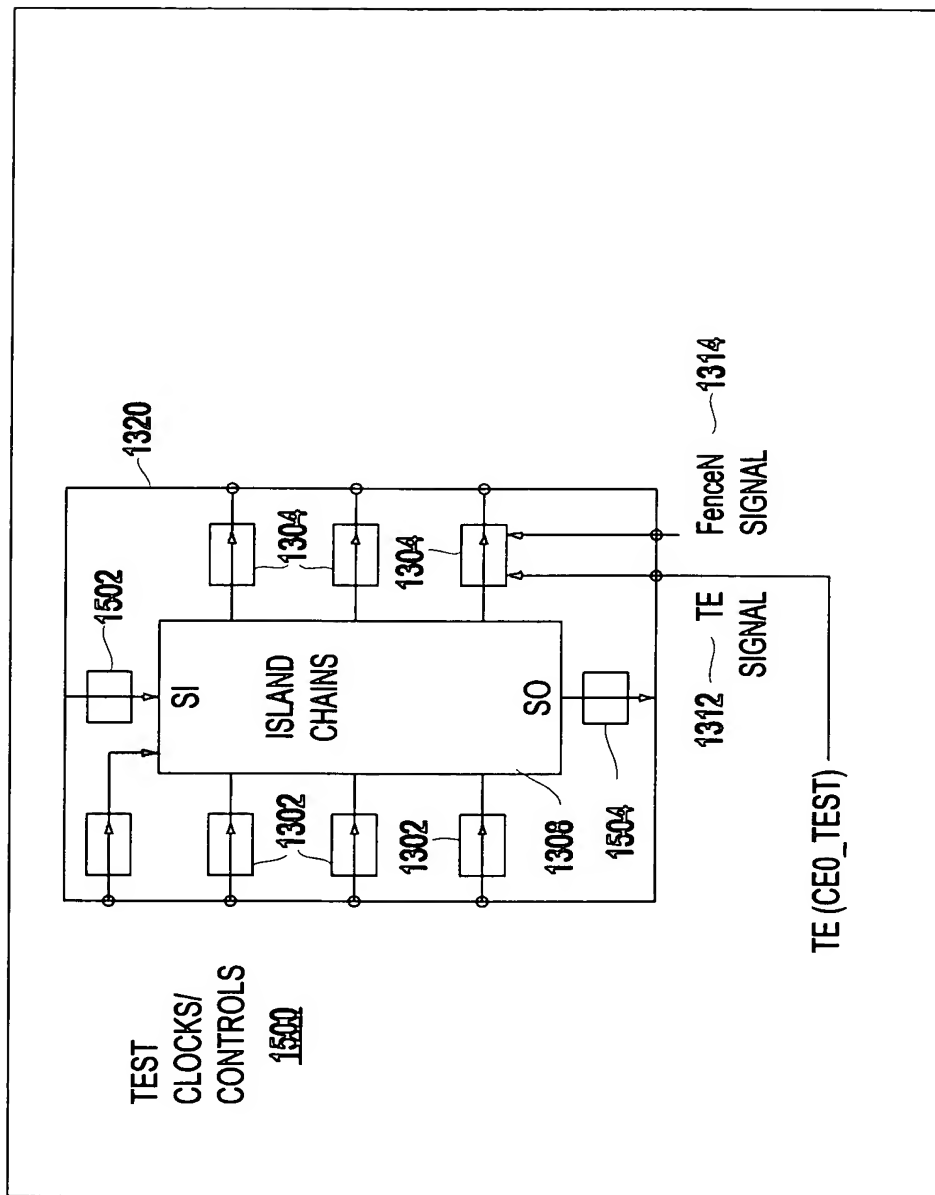 TEST
CLOCKS/
CONTROLS
1500
1302
1302
1502
SI
ISLAND
CHAINS
SO
1308
1504
1304
1304
1320
1312
TE
SIGNAL
FenceN
SIGNAL
1314
TE (CE0_TEST)